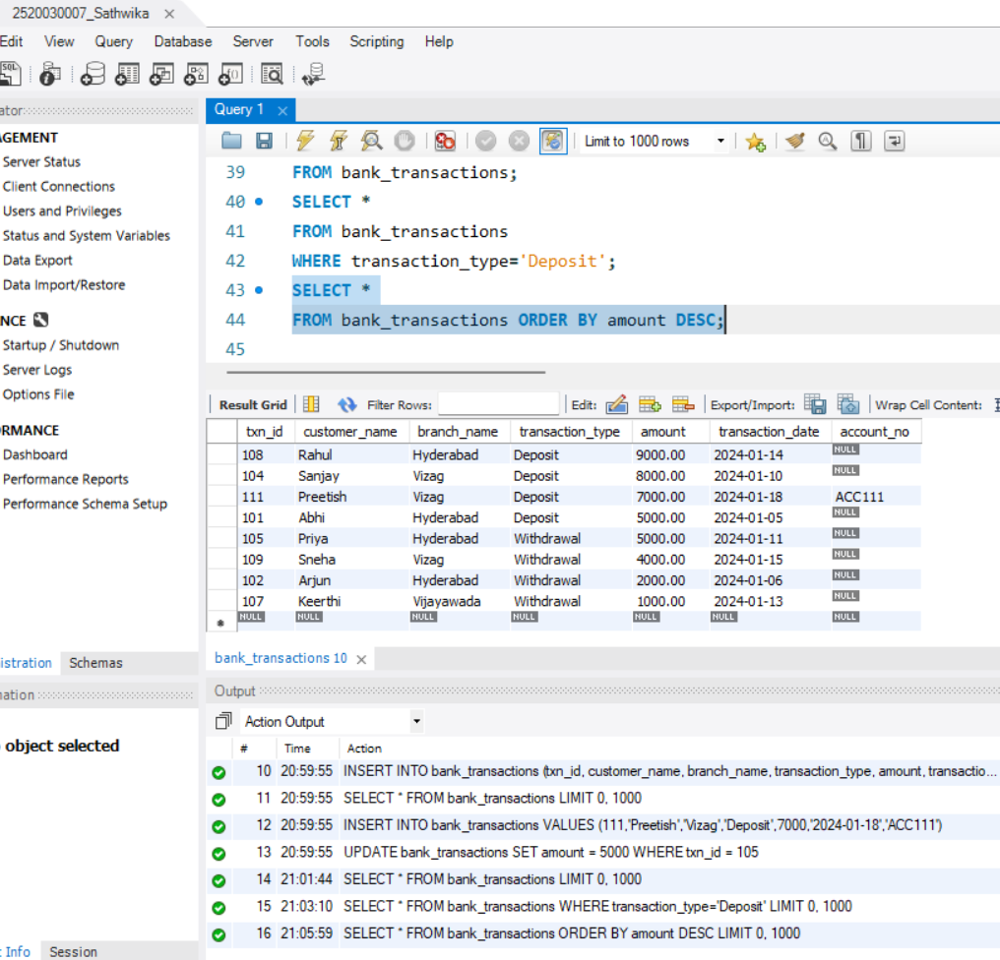 2520030007_Sathwika ×
Edit View Query Database Server Tools Scripting Help
SQL
ator
AGEMENT
Server Status
Client Connections
Users and Privileges
Status and System Variables
Data Export
Data Import/Restore
NCE
Startup / Shutdown
Server Logs
Options File
RMANCE
Dashboard
Performance Reports
Performance Schema Setup
istration Schemas
nation
object selected
t Info Session
Query 1 ×
Limit to 1000 rows
39 FROM bank_transactions;
40 SELECT *
41 FROM bank_transactions
42 WHERE transaction_type='Deposit';
43 SELECT *
44 FROM bank_transactions ORDER BY amount DESC;
45
Result Grid Filter Rows: Edit: Export/Import: Wrap Cell Content:
txn_id customer_name branch_name transaction_type amount transaction_date account_no
108 Rahul Hyderabad Deposit 9000.00 2024-01-14 NULL
104 Sanjay Vizag Deposit 8000.00 2024-01-10 NULL
111 Preetish Vizag Deposit 7000.00 2024-01-18 ACC111
101 Abhi Hyderabad Deposit 5000.00 2024-01-05 NULL
105 Priya Hyderabad Withdrawal 5000.00 2024-01-11 NULL
109 Sneha Vizag Withdrawal 4000.00 2024-01-15 NULL
102 Arjun Hyderabad Withdrawal 2000.00 2024-01-06 NULL
107 Keerthi Vijayawada Withdrawal 1000.00 2024-01-13 NULL
* NULL NULL NULL NULL NULL NULL NULL
bank_transactions 10 ×
Output
Action Output
# Time Action
10 20:59:55 INSERT INTO bank_transactions (txn_id, customer_name, branch_name, transaction_type, amount, transactio...
11 20:59:55 SELECT * FROM bank_transactions LIMIT 0, 1000
12 20:59:55 INSERT INTO bank_transactions VALUES (111,'Preetish','Vizag','Deposit',7000,'2024-01-18','ACC111')
13 20:59:55 UPDATE bank_transactions SET amount = 5000 WHERE txn_id = 105
14 21:01:44 SELECT * FROM bank_transactions LIMIT 0, 1000
15 21:03:10 SELECT * FROM bank_transactions WHERE transaction_type='Deposit' LIMIT 0, 1000
16 21:05:59 SELECT * FROM bank_transactions ORDER BY amount DESC LIMIT 0, 1000